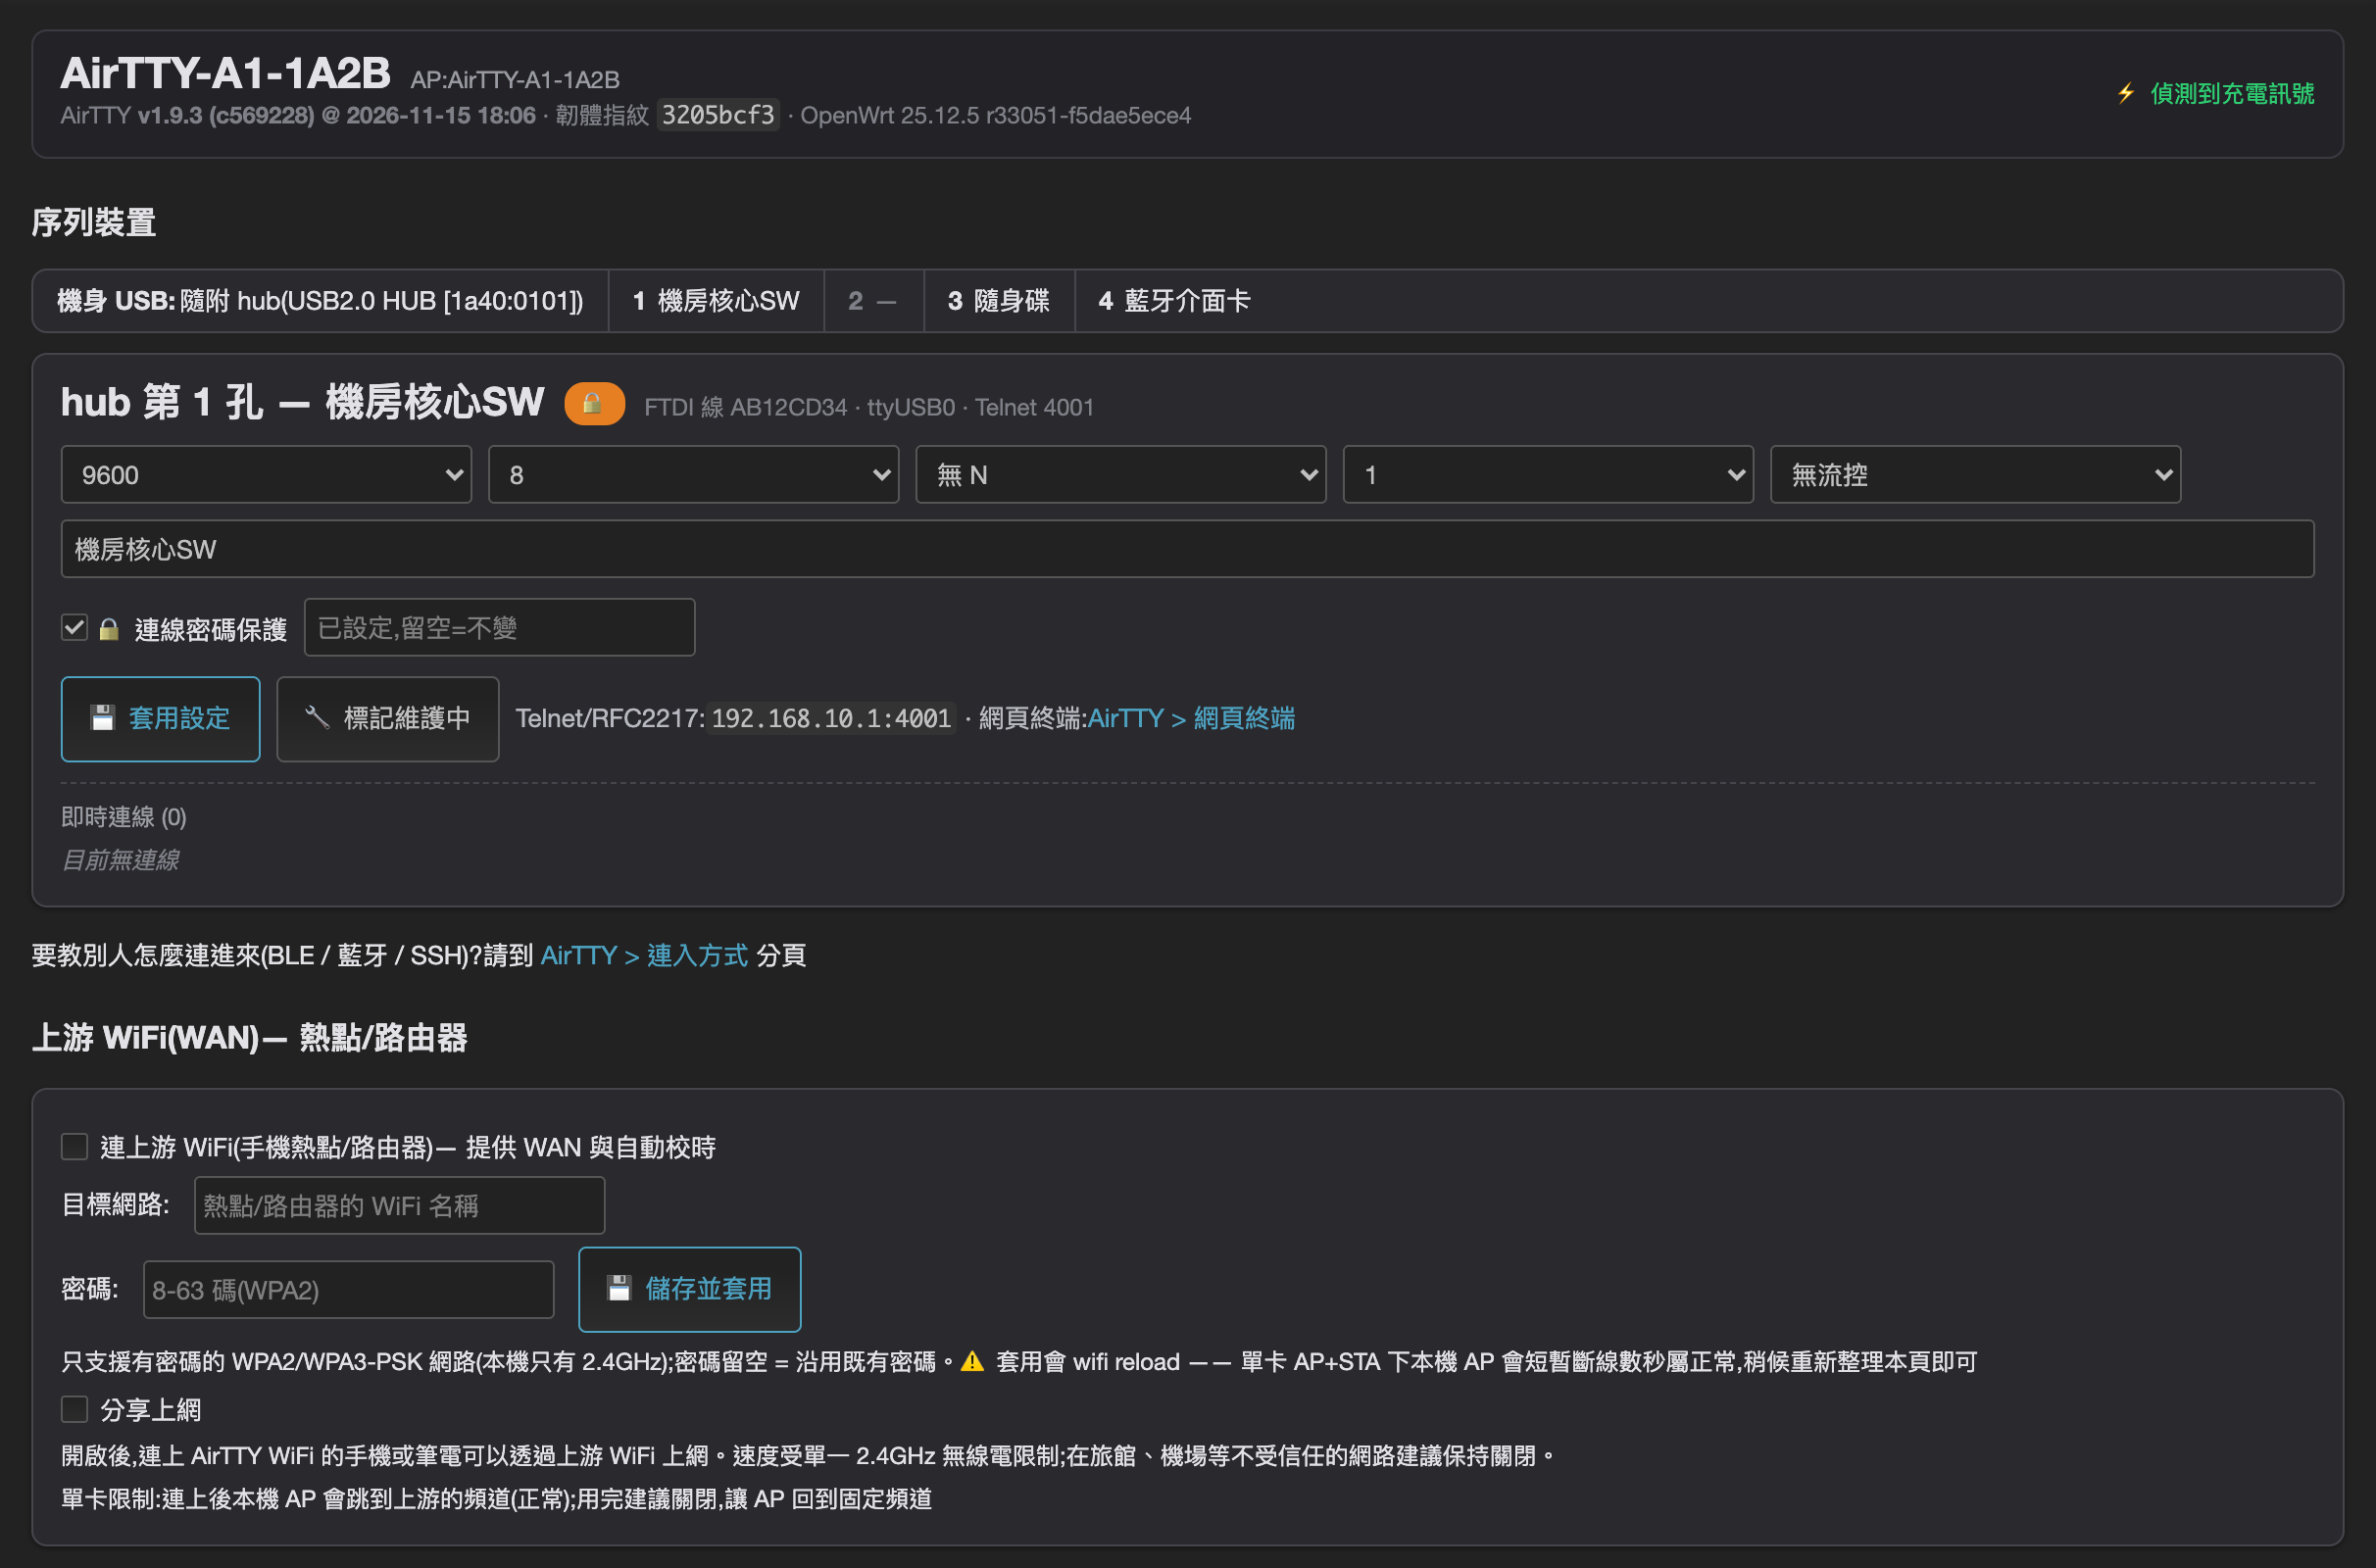 AirTTY-A1-1A2B AP:AirTTY-A1-1A2B
AirTTY v1.9.3 (c569228) @ 2026-11-15 18:06 · 韌體指紋 3205bcf3 · OpenWrt 25.12.5 r33051-f5dae5ece4
⚡ 偵測到充電訊號
序列裝置
機身 USB: 隨附 hub(USB2.0 HUB [1a40:0101]) 1 機房核心SW 2 — 3 隨身碟 4 藍牙介面卡
hub 第 1 孔 — 機房核心SW 🔒 FTDI 線 AB12CD34 · ttyUSB0 · Telnet 4001
9600 8 無 N 1 無流控
機房核心SW
🔒 連線密碼保護 已設定,留空=不變
💾 套用設定 🔧 標記維護中 Telnet/RFC2217: 192.168.10.1:4001 · 網頁終端:AirTTY > 網頁終端
即時連線 (0)
目前無連線
要教別人怎麼連進來(BLE / 藍牙 / SSH)?請到 AirTTY > 連入方式 分頁
上游 WiFi(WAN)— 熱點/路由器
連上游 WiFi(手機熱點/路由器)— 提供 WAN 與自動校時
目標網路: 熱點/路由器的 WiFi 名稱
密碼: 8-63 碼(WPA2) 💾 儲存並套用
只支援有密碼的 WPA2/WPA3-PSK 網路(本機只有 2.4GHz);密碼留空 = 沿用既有密碼。⚠️ 套用會 wifi reload —— 單卡 AP+STA 下本機 AP 會短暫斷線數秒屬正常,稍候重新整理本頁即可
分享上網
開啟後,連上 AirTTY WiFi 的手機或筆電可以透過上游 WiFi 上網。速度受單一 2.4GHz 無線電限制;在旅館、機場等不受信任的網路建議保持關閉。
單卡限制:連上後本機 AP 會跳到上游的頻道(正常);用完建議關閉,讓 AP 回到固定頻道